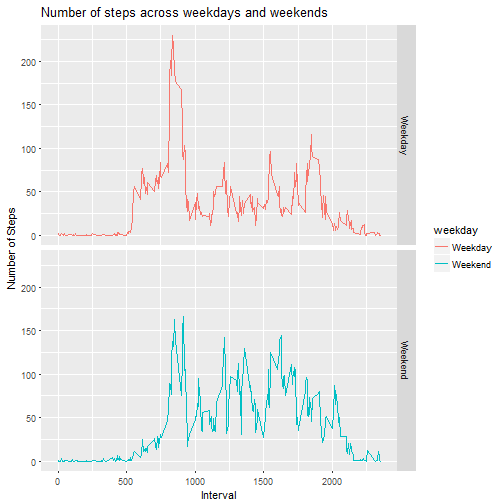 Number of steps across weekdays and weekends
200
150
100
50
0
Weekday
200
150
100
50
0
Weekend
Number of Steps
0
500
1000
1500
2000
Interval
weekday
Weekday
Weekend